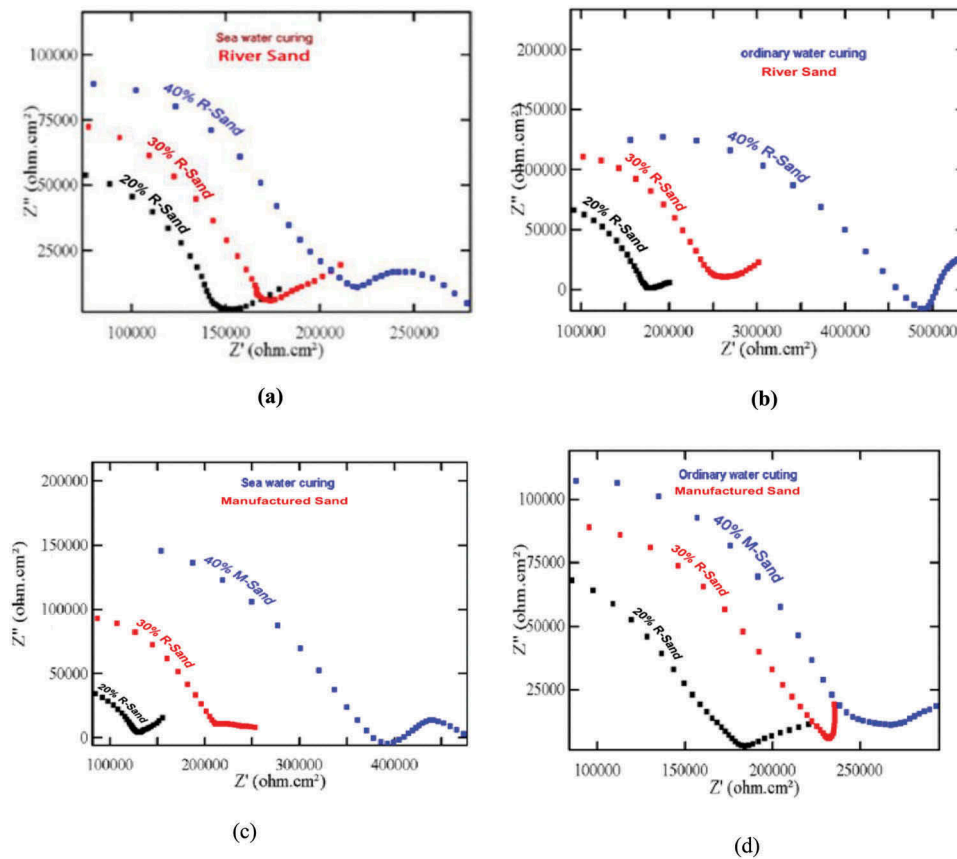 Sea water curing
River Sand
100000
75000
50000
25000
Z" (ohm.cm²)
40% R-Sand
30% R-Sand
20% R-Sand
100000 150000 200000 250000
Z' (ohm.cm²)
(a)
ordinary water curing
River Sand
200000
150000
100000
50000
0
Z" (ohm.cm²)
40% R-Sand
30% R-Sand
20% R-Sand
100000 200000 300000 400000 500000
Z' (ohm.cm²)
(b)
Sea water curing
Manufactured Sand
200000
150000
100000
50000
0
Z" (ohm.cm²)
40% M-Sand
30% R-Sand
20% R-Sand
100000 200000 300000 400000
Z' (ohm.cm²)
(c)
Ordinary water cuting
Manufactured Sand
100000
75000
50000
25000
Z" (ohm.cm²)
40% M-Sand
30% R-Sand
20% R-Sand
100000 150000 200000 250000
Z' (ohm.cm²)
(d)